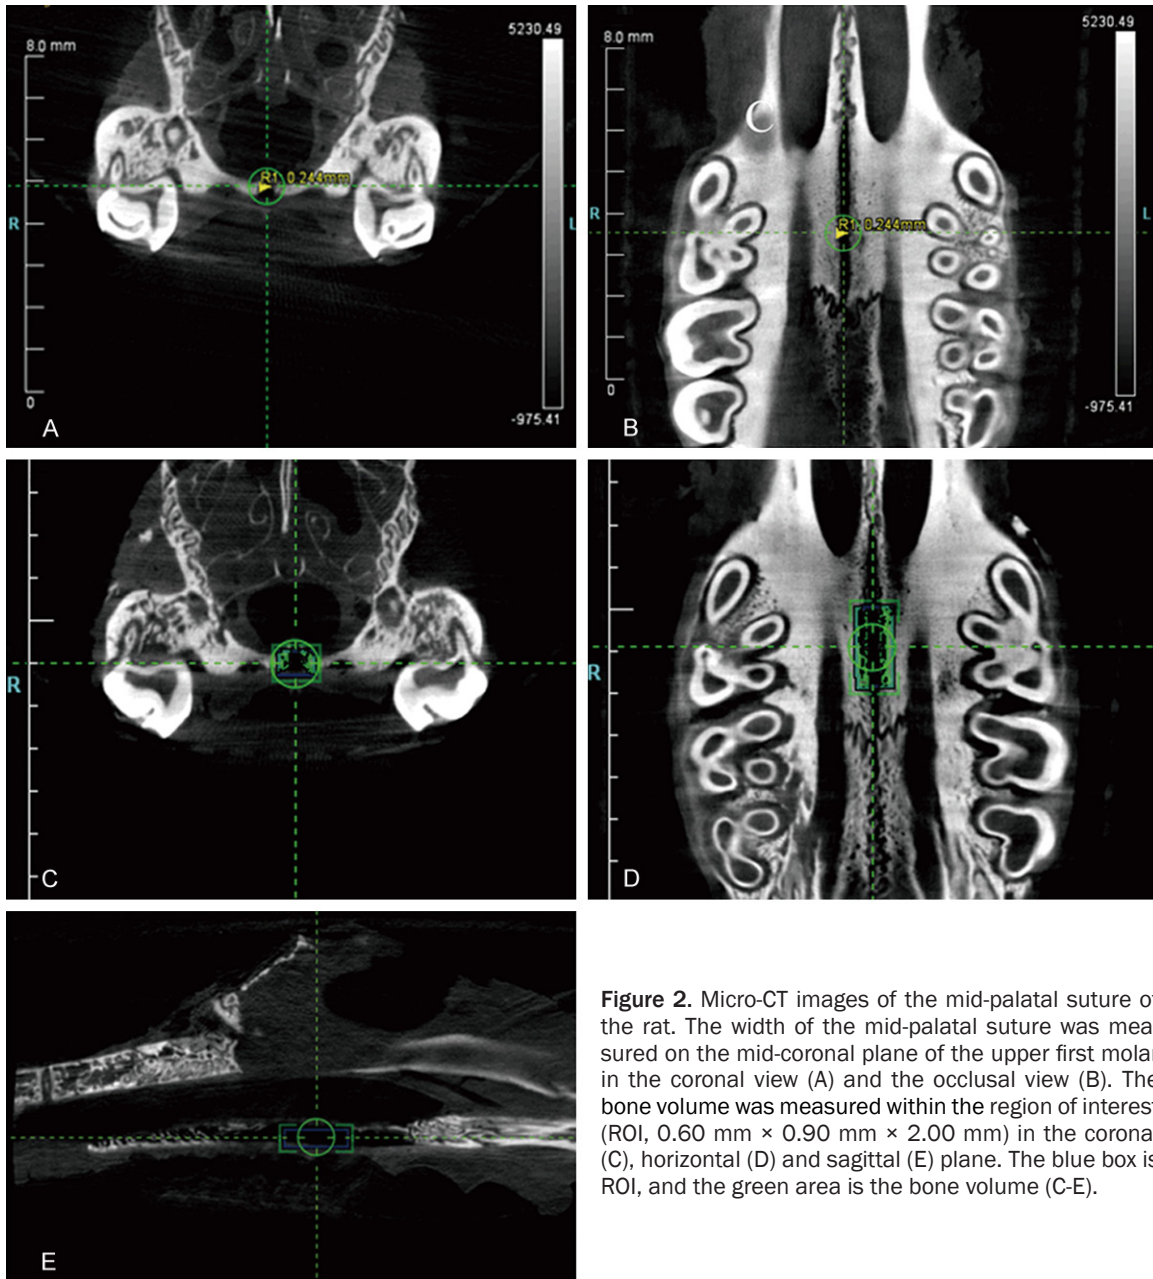 5230.49
8.0 mm
R1: 0.244mm
R
L
0
-975.41
A
5230.49
8.0 mm
C
R
L
R1: 0.244mm
0
-975.41
B
R
C
R
D
E
Figure 2. Micro-CT images of the mid-palatal suture of
the rat. The width of the mid-palatal suture was mea-
sured on the mid-coronal plane of the upper first molar
in the coronal view (A) and the occlusal view (B). The
bone volume was measured within the region of interest
(ROI, 0.60 mm × 0.90 mm × 2.00 mm) in the corona
(C), horizontal (D) and sagittal (E) plane. The blue box is
ROI, and the green area is the bone volume (C-E).